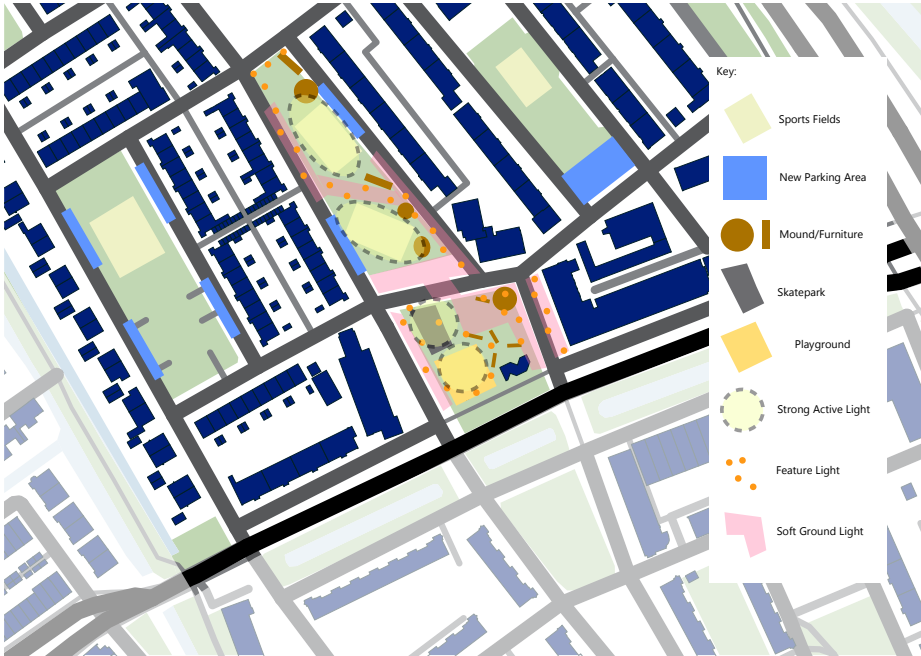 Key:
Sports Fields
New Parking Area
Mound/Furniture
Skatepark
Playground
Strong Active Light
Feature Light
Soft Ground Light